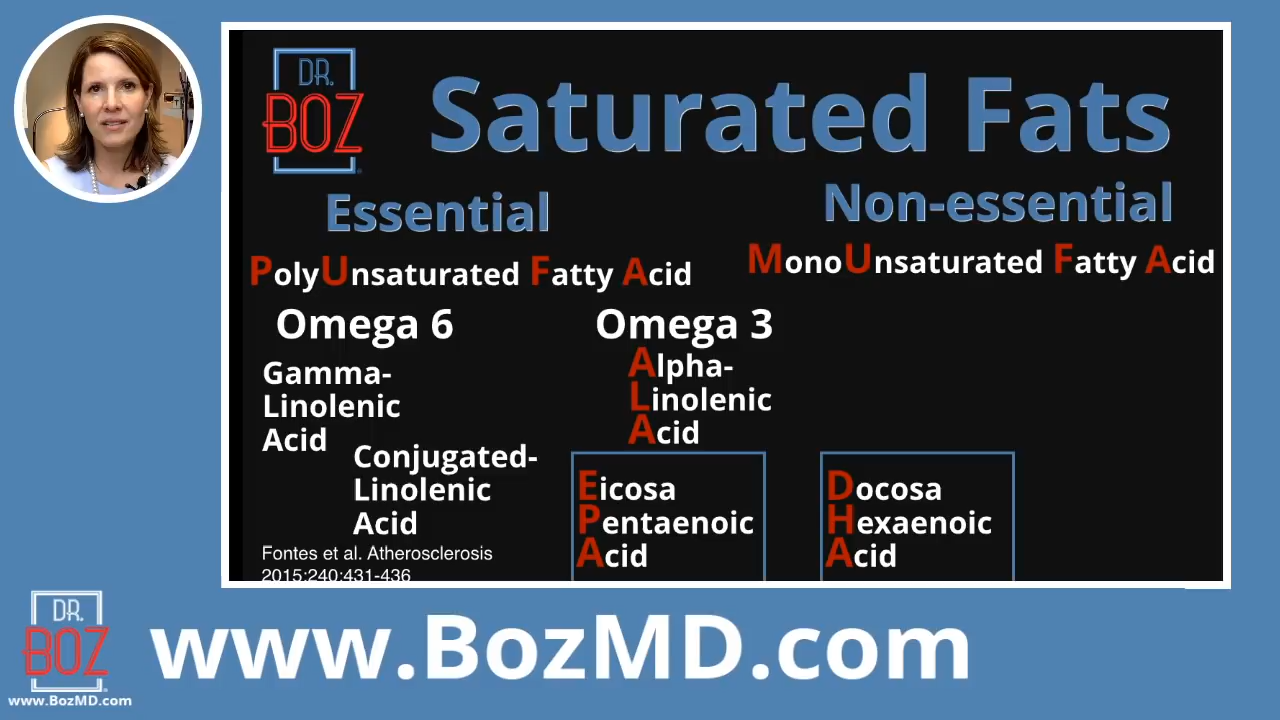 DR.
BOZ
Saturated Fats
Essential
Non-essential
PolyUnsaturated Fatty Acid
MonoUnsaturated Fatty Acid
Omega 6
Omega 3
Gamma-
Linolenic
Acid
Conjugated-
Linolenic
Acid
Alpha-
Linolenic
Acid
Eicosa
Pentaenoic
Acid
Docosa
Hexaenoic
Acid
Fontes et al. Atherosclerosis
2015;240:431-436
DR.
BOZ
www.BozMD.com
www.BozMD.com